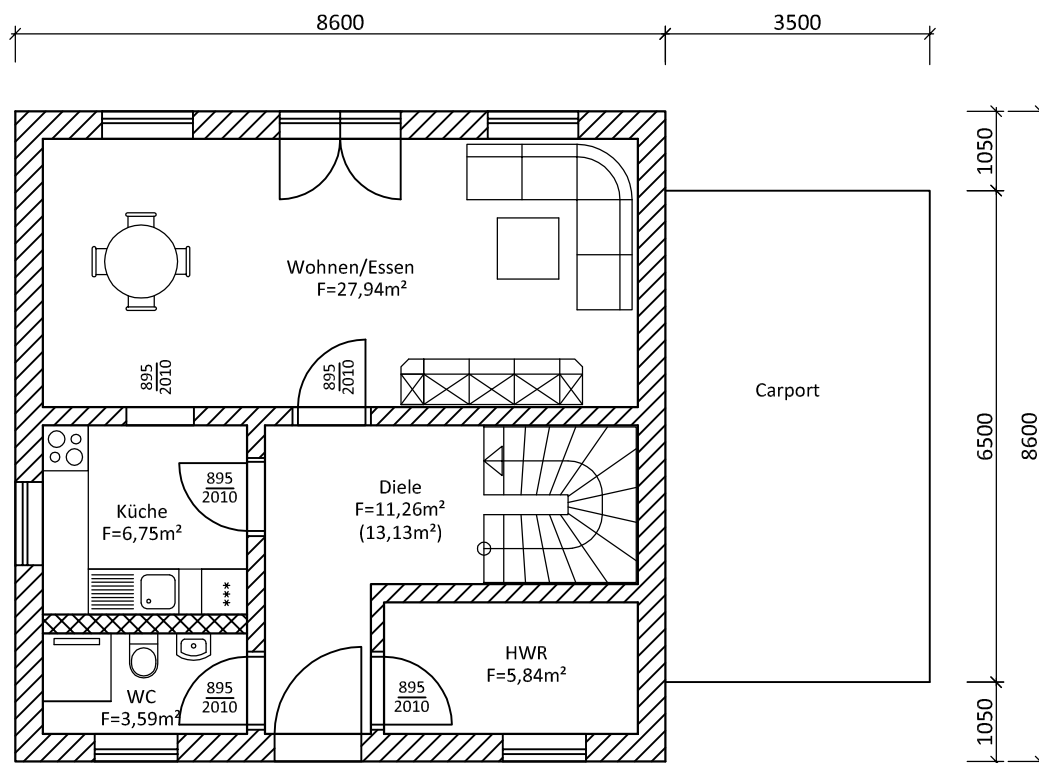 8600
3500
1050
Wohnen/Essen
F=27,94m²
895
2010
895
2010
Carport
6500
8600
Küche
F=6,75m²
895
2010
Diele
F=11,26m²
(13,13m²)
***
WC
F=3,59m²
895
2010
895
2010
HWR
F=5,84m²
1050